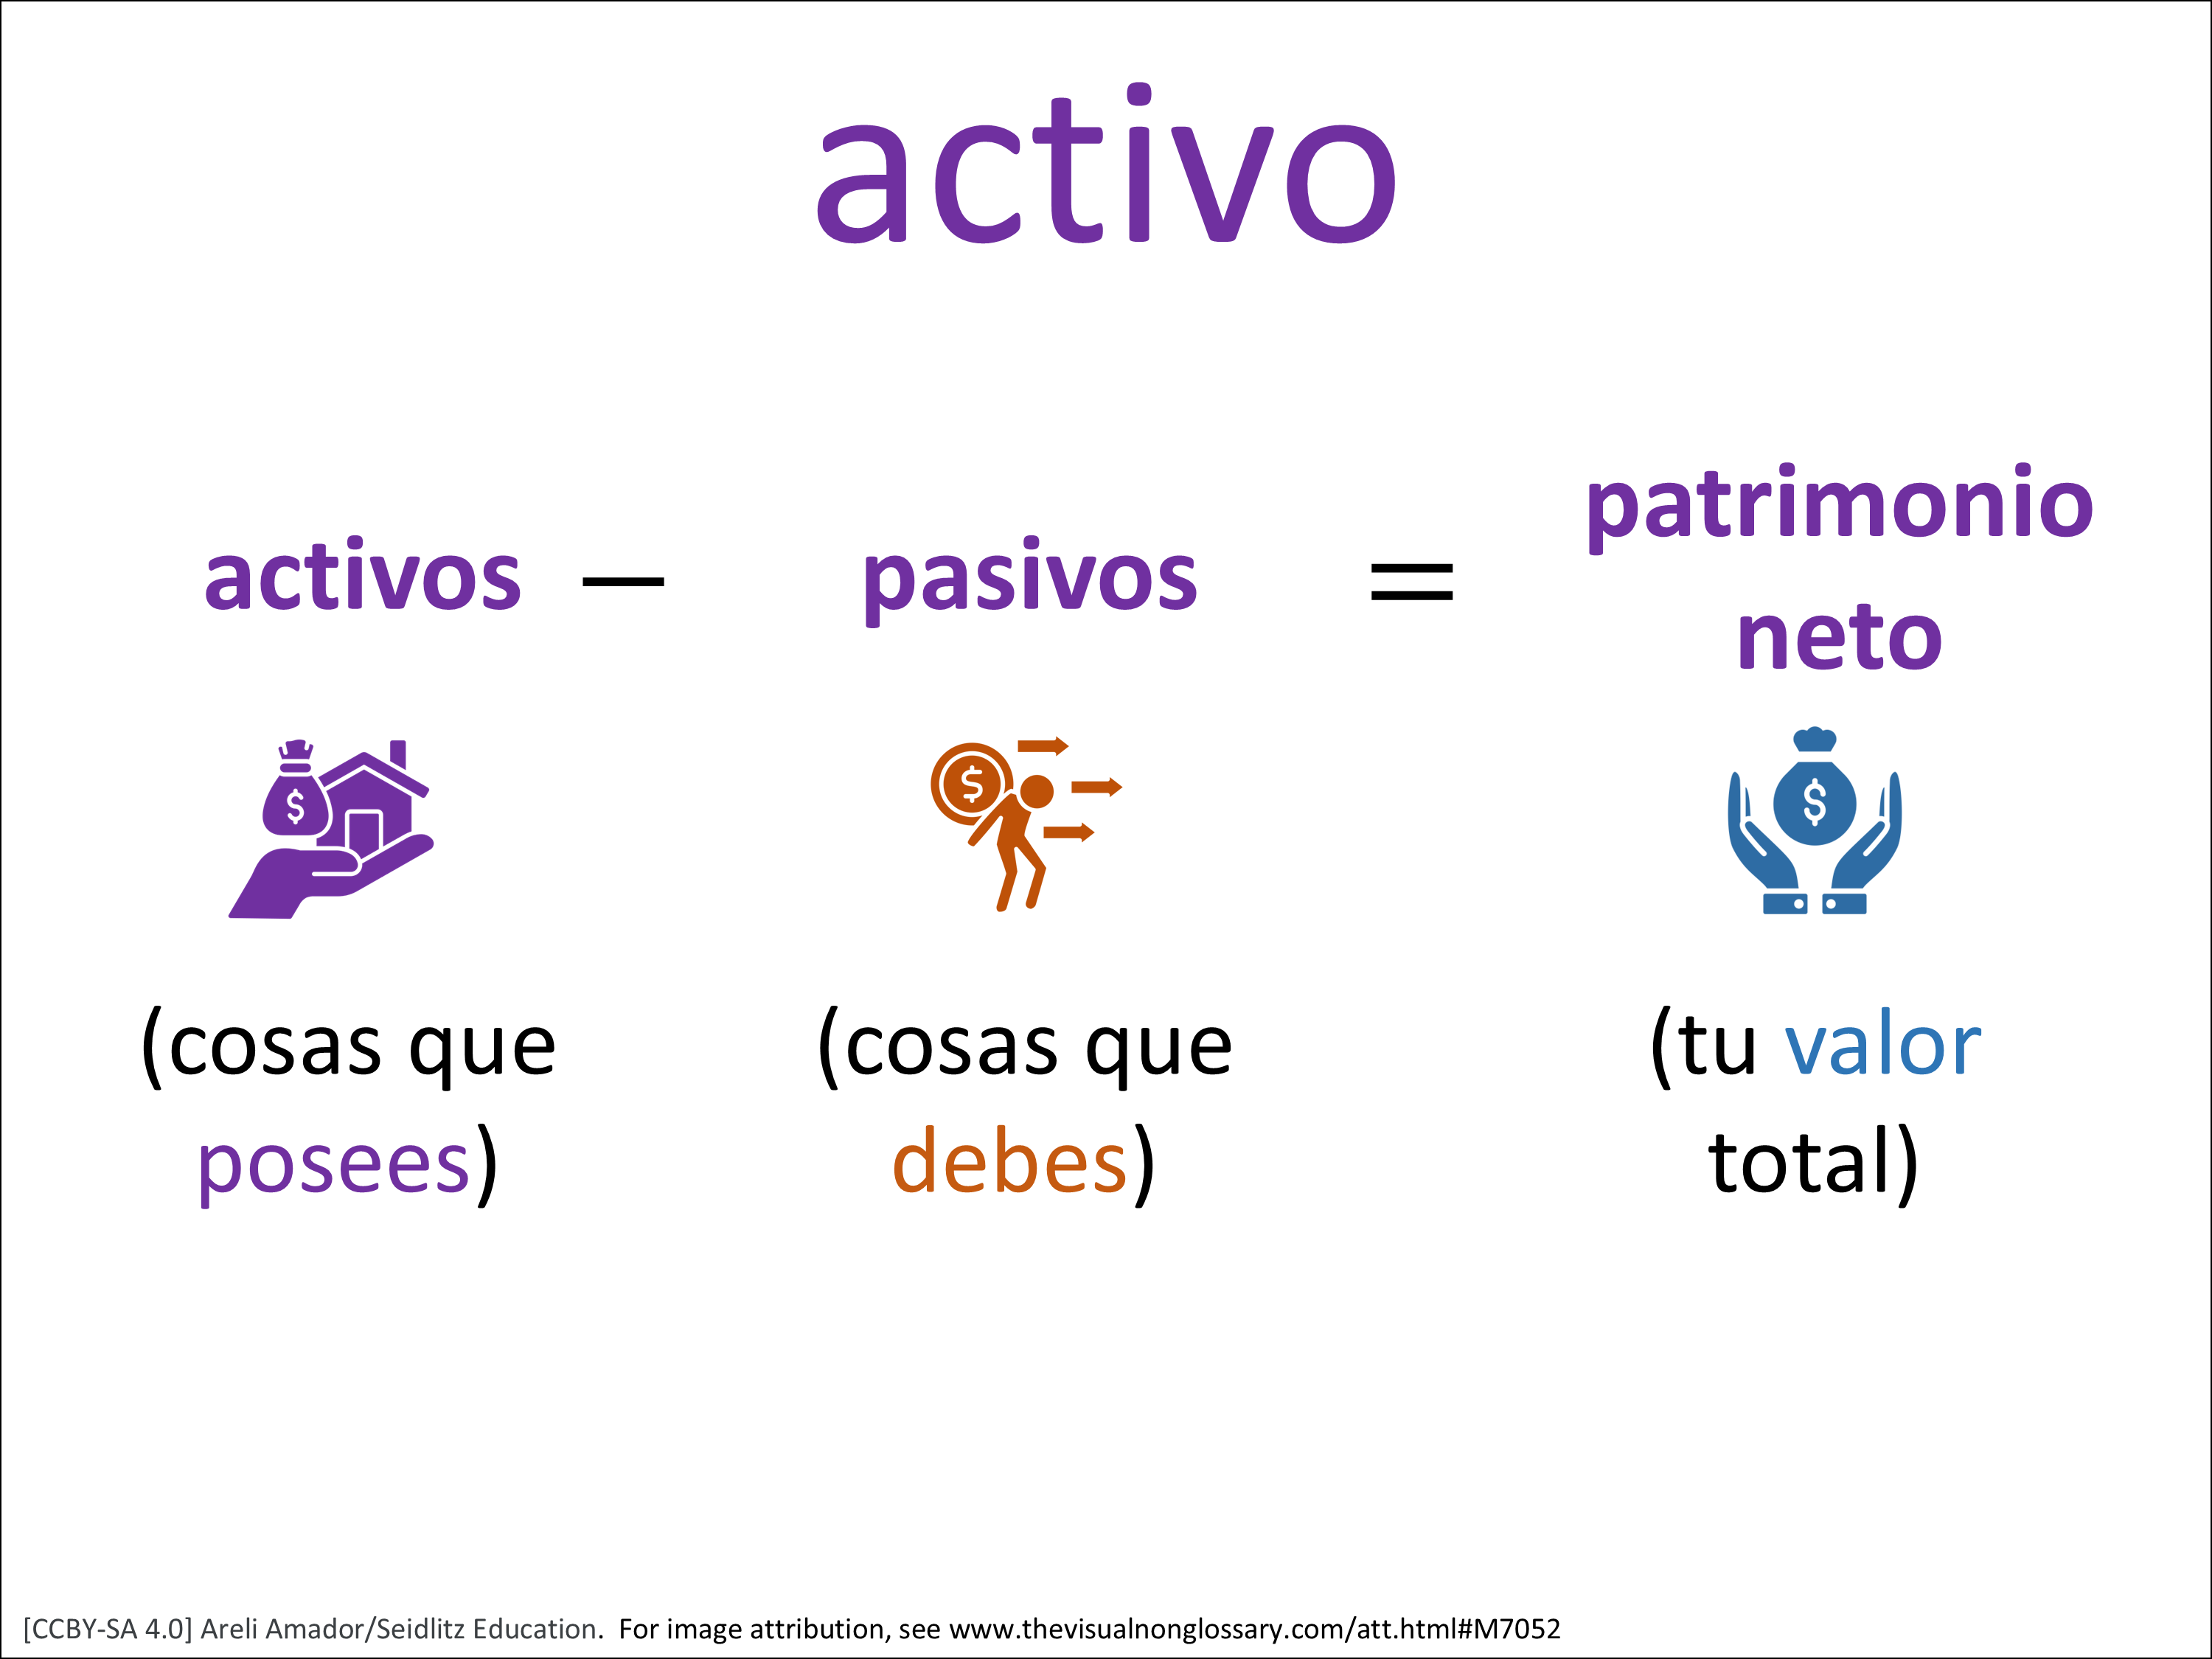 activo
activos — pasivos = patrimonio
neto
$
$
$
(cosas que
posees)
(cosas que
debes)
(tu valor
total)
[CCBY-SA 4.0] Areli Amador/Seidlitz Education. For image attribution, see www.thevisualnonglossary.com/att.html#M7052